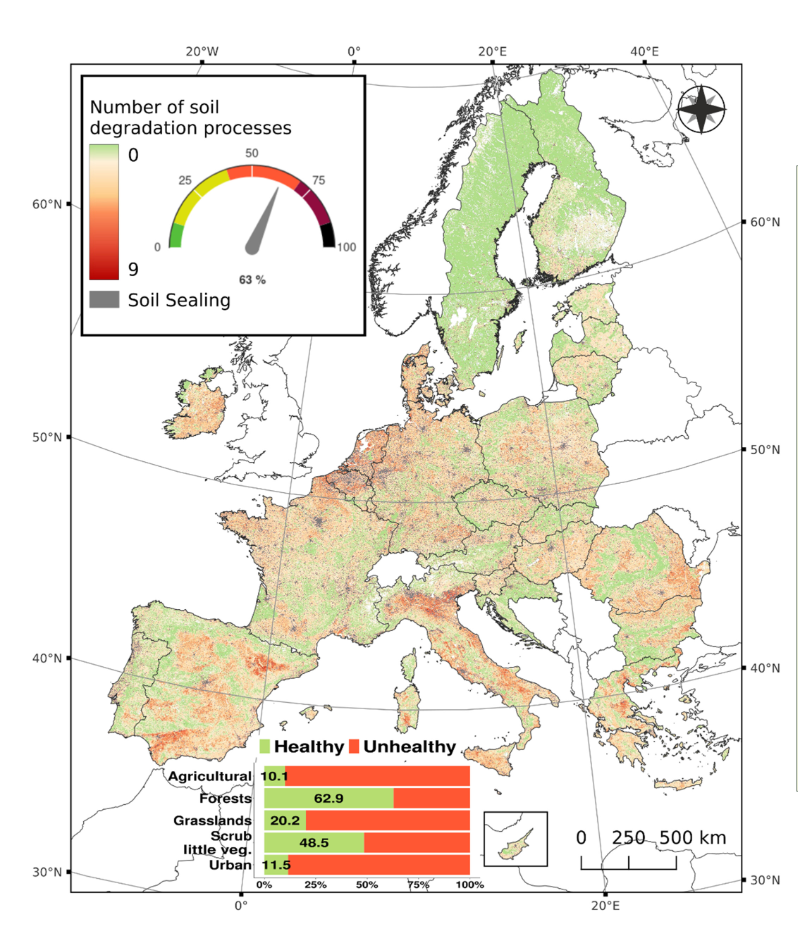 20°W 0° 20°E 40°E
Number of soil
degradation processes
0
9
Soil Sealing
0
25
50
75
100
63 %
60°N
60°N
50°N
50°N
40°N
40°N
30°N
30°N
Healthy Unhealthy
Agricultural 10.1
Forests 62.9
Grasslands 20.2
Scrub
little veg. 48.5
Urban 11.5
0% 25% 50% 75% 100%
0 250 500 km
0° 20°E